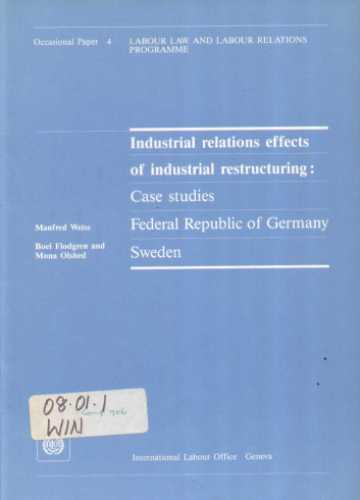 Occasional Paper 4
LABOUR LAW AND LABOUR RELATIONS
PROGRAMME
Industrial relations effects
of industrial restructuring:
Case studies
Manfred Weiss
Federal Republic of Germany
Boel Flodgren and
Mona Olshed
Sweden
08.01.1
WIN
International Labour Office Geneva